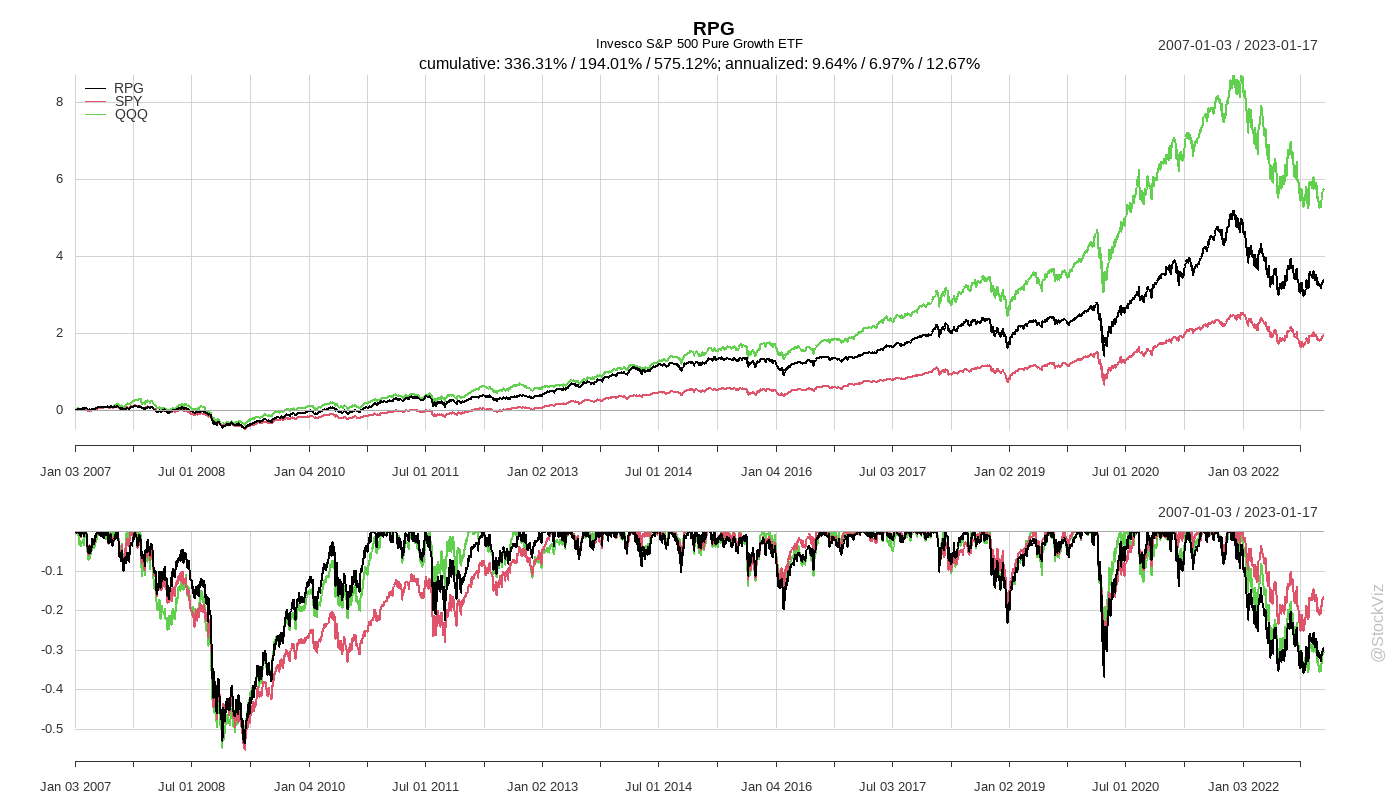 RPG
Invesco S&P 500 Pure Growth ETF
2007-01-03 / 2023-01-17
cumulative: 336.31% / 194.01% / 575.12%; annualized: 9.64% / 6.97% / 12.67%
RPG
SPY
QQQ
8
6
4
2
0
Jan 03 2007 Jul 01 2008 Jan 04 2010 Jul 01 2011 Jan 02 2013 Jul 01 2014 Jan 04 2016 Jul 03 2017 Jan 02 2019 Jul 01 2020 Jan 03 2022
2007-01-03 / 2023-01-17
-0.1
-0.2
-0.3
-0.4
-0.5
Jan 03 2007 Jul 01 2008 Jan 04 2010 Jul 01 2011 Jan 02 2013 Jul 01 2014 Jan 04 2016 Jul 03 2017 Jan 02 2019 Jul 01 2020 Jan 03 2022
@StockViz